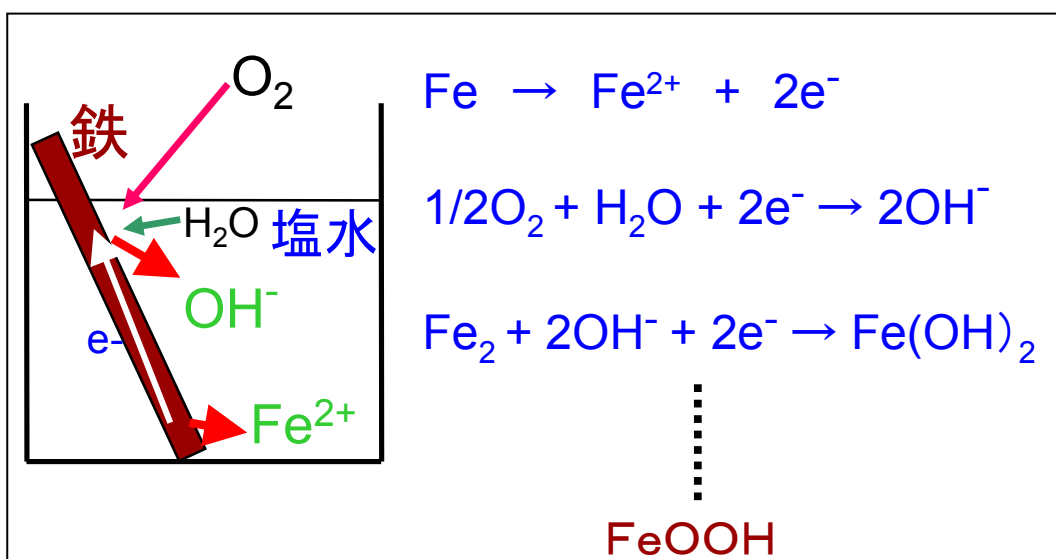 O₂
鉄
H₂O 塩水
OH⁻
e-
Fe²⁺
Fe → Fe²⁺ + 2e⁻
1/2O₂ + H₂O + 2e⁻ → 2OH⁻
Fe₂ + 2OH⁻ + 2e⁻ → Fe(OH)₂
FeOOH